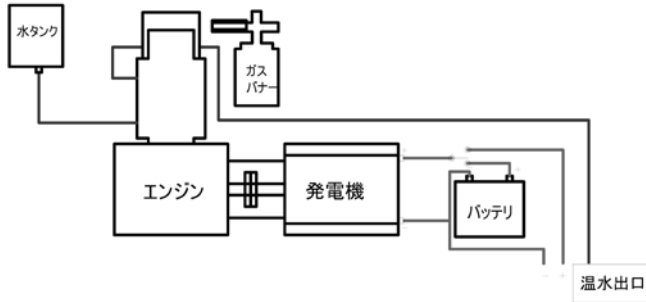 水タンク
ガス
バナー
エンジン
発電機
バッテリ
温水出口